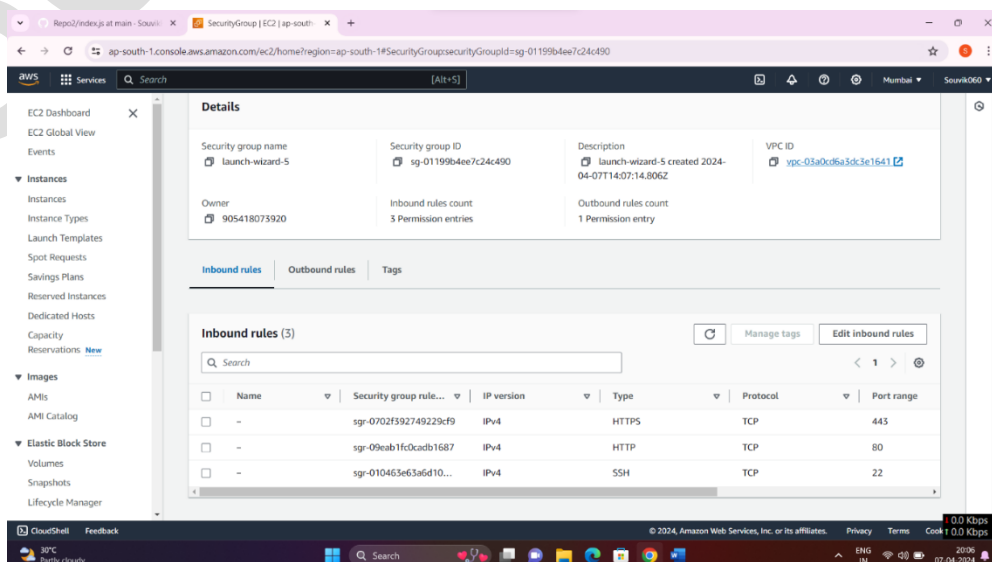 Repo2/index.js at main - Souvik
SecurityGroup | EC2 | ap-south-
ap-south-1.console.aws.amazon.com/ec2/home?region=ap-south-1#SecurityGroup:securityGroupId=sg-01199b4ee7c24c490
S
aws Services Search [Alt+S] Mumbai Souvik060
EC2 Dashboard
EC2 Global View
Events
Instances
Instances
Instance Types
Launch Templates
Spot Requests
Savings Plans
Reserved Instances
Dedicated Hosts
Capacity
Reservations New
Images
AMIs
AMI Catalog
Elastic Block Store
Volumes
Snapshots
Lifecycle Manager
Details
Security group name
launch-wizard-5
Security group ID
sg-01199b4ee7c24c490
Description
launch-wizard-5 created 2024-
04-07T14:07:14.806Z
VPC ID
vpc-03a0cd6a3dc3e1641
Owner
905418073920
Inbound rules count
3 Permission entries
Outbound rules count
1 Permission entry
Inbound rules Outbound rules Tags
Inbound rules (3)
Manage tags Edit inbound rules
Search
1
Name Security group rule... IP version Type Protocol Port range
– sgr-0702f392749229cf9 IPv4 HTTPS TCP 443
– sgr-09eab1fc0cadb1687 IPv4 HTTP TCP 80
– sgr-010463e63a6d10... IPv4 SSH TCP 22
CloudShell Feedback © 2024, Amazon Web Services, Inc. or its affiliates. Privacy Terms Cook
0.0 Kbps
0.0 Kbps
30°C
Partly cloudy
Search
ENG
IN
20:06
07-04-2024